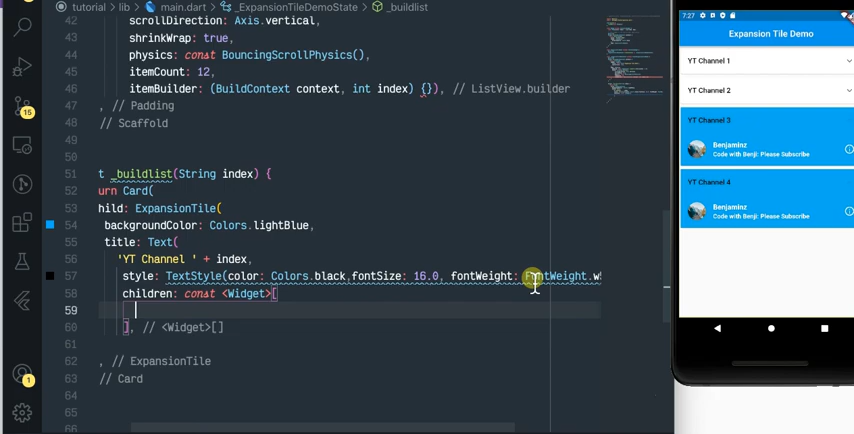 tutorial > lib > main.dart > _ExpansionTileDemoState > _buildlist
42 scrollDirection: Axis.vertical,
43 shrinkWrap: true,
44 physics: const BouncingScrollPhysics(),
45 itemCount: 12,
46 itemBuilder: (BuildContext context, int index) {}), // ListView.builder
47 , // Padding
48 // Scaffold
49
50
51 t _buildlist(String index) {
52 urn Card(
53 hild: ExpansionTile(
54 backgroundColor: Colors.lightBlue,
55 title: Text(
56 'YT Channel ' + index,
57 style: TextStyle(color: Colors.black,fontSize: 16.0, fontWeight: FontWeight.w5
58 children: const <Widget>[
59
60 ], // <Widget>[]
61
62 , // ExpansionTile
63 // Card
64
65
66
15
1
7:27
Expansion Tile Demo
YT Channel 1
YT Channel 2
YT Channel 3
Benjaminz
Code with Benji: Please Subscribe
YT Channel 4
Benjaminz
Code with Benji: Please Subscribe